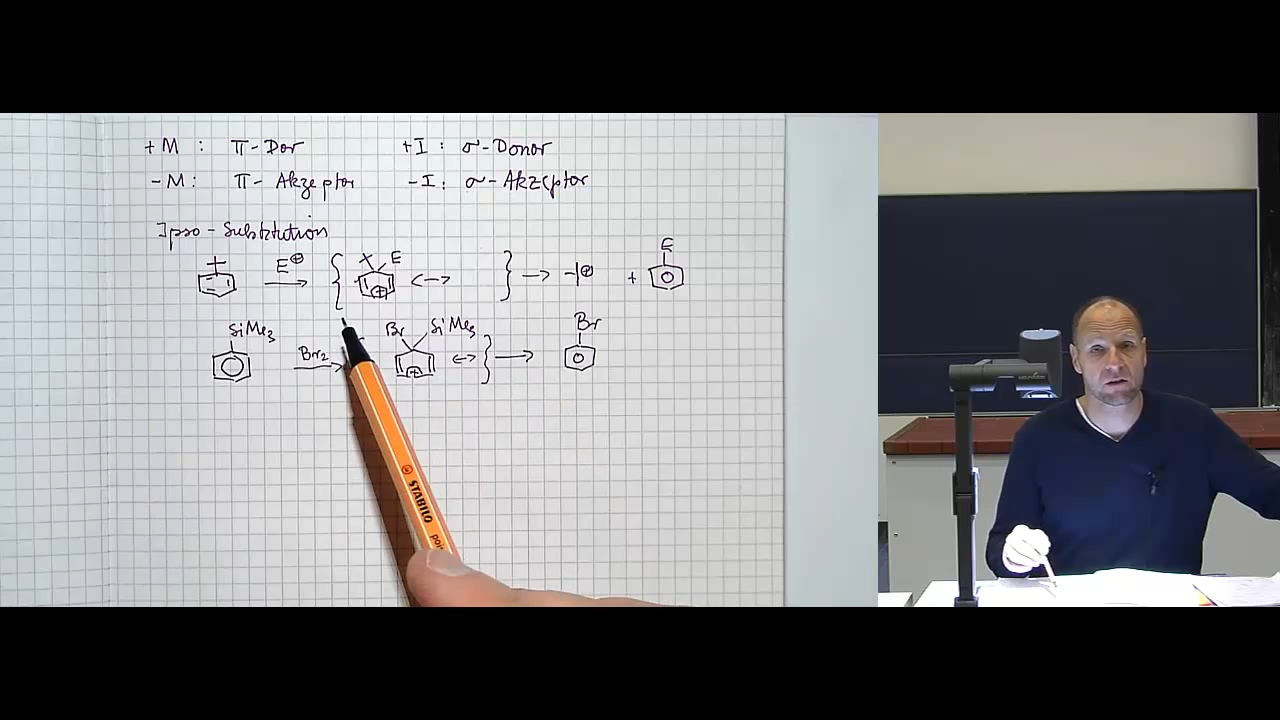 +M : π-Dor +I : σ-Donor
-M : π-Akzeptor -I : σ-Akzeptor
Ipso-Substitution
E⊕ E ⊕ + E
SiMe3 Br2 Br SiMe3 Br
STABILO